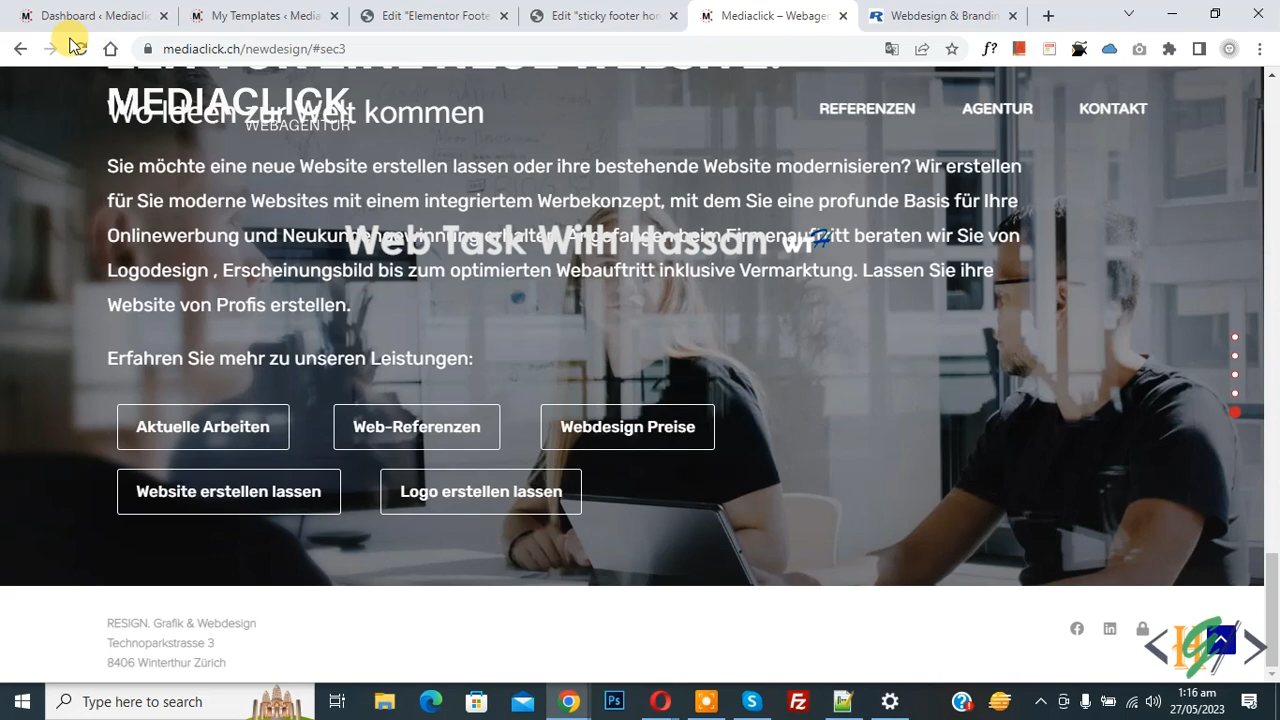 Dashboard ‹ Mediaclic
My Templates ‹ Media
Edit "Elementor Foote
Edit "sticky footer hon
Mediaclick – Webager
Webdesign & Brandin
mediaclick.ch/newdesign/#sec3
MEDIACLICK
WEBAGENTUR
REFERENZEN
AGENTUR
KONTAKT
Wo Ideen zur Welt kommen
Sie möchte eine neue Website erstellen lassen oder ihre bestehende Website modernisieren? Wir erstellen
für Sie moderne Websites mit einem integriertem Werbekonzept, mit dem Sie eine profunde Basis für Ihre
Onlinewerbung und Neukundengewinnung erhalten. Angefangen beim Firmenauftritt beraten wir Sie von
Web Task With Hassan
Logodesign , Erscheinungsbild bis zum optimierten Webauftritt inklusive Vermarktung. Lassen Sie ihre
Website von Profis erstellen.
Erfahren Sie mehr zu unseren Leistungen:
Aktuelle Arbeiten
Web-Referenzen
Webdesign Preise
Website erstellen lassen
Logo erstellen lassen
RESIGN. Grafik & Webdesign
Technoparkstrasse 3
8406 Winterthur Zürich
Type here to search
1:16 am
27/05/2023